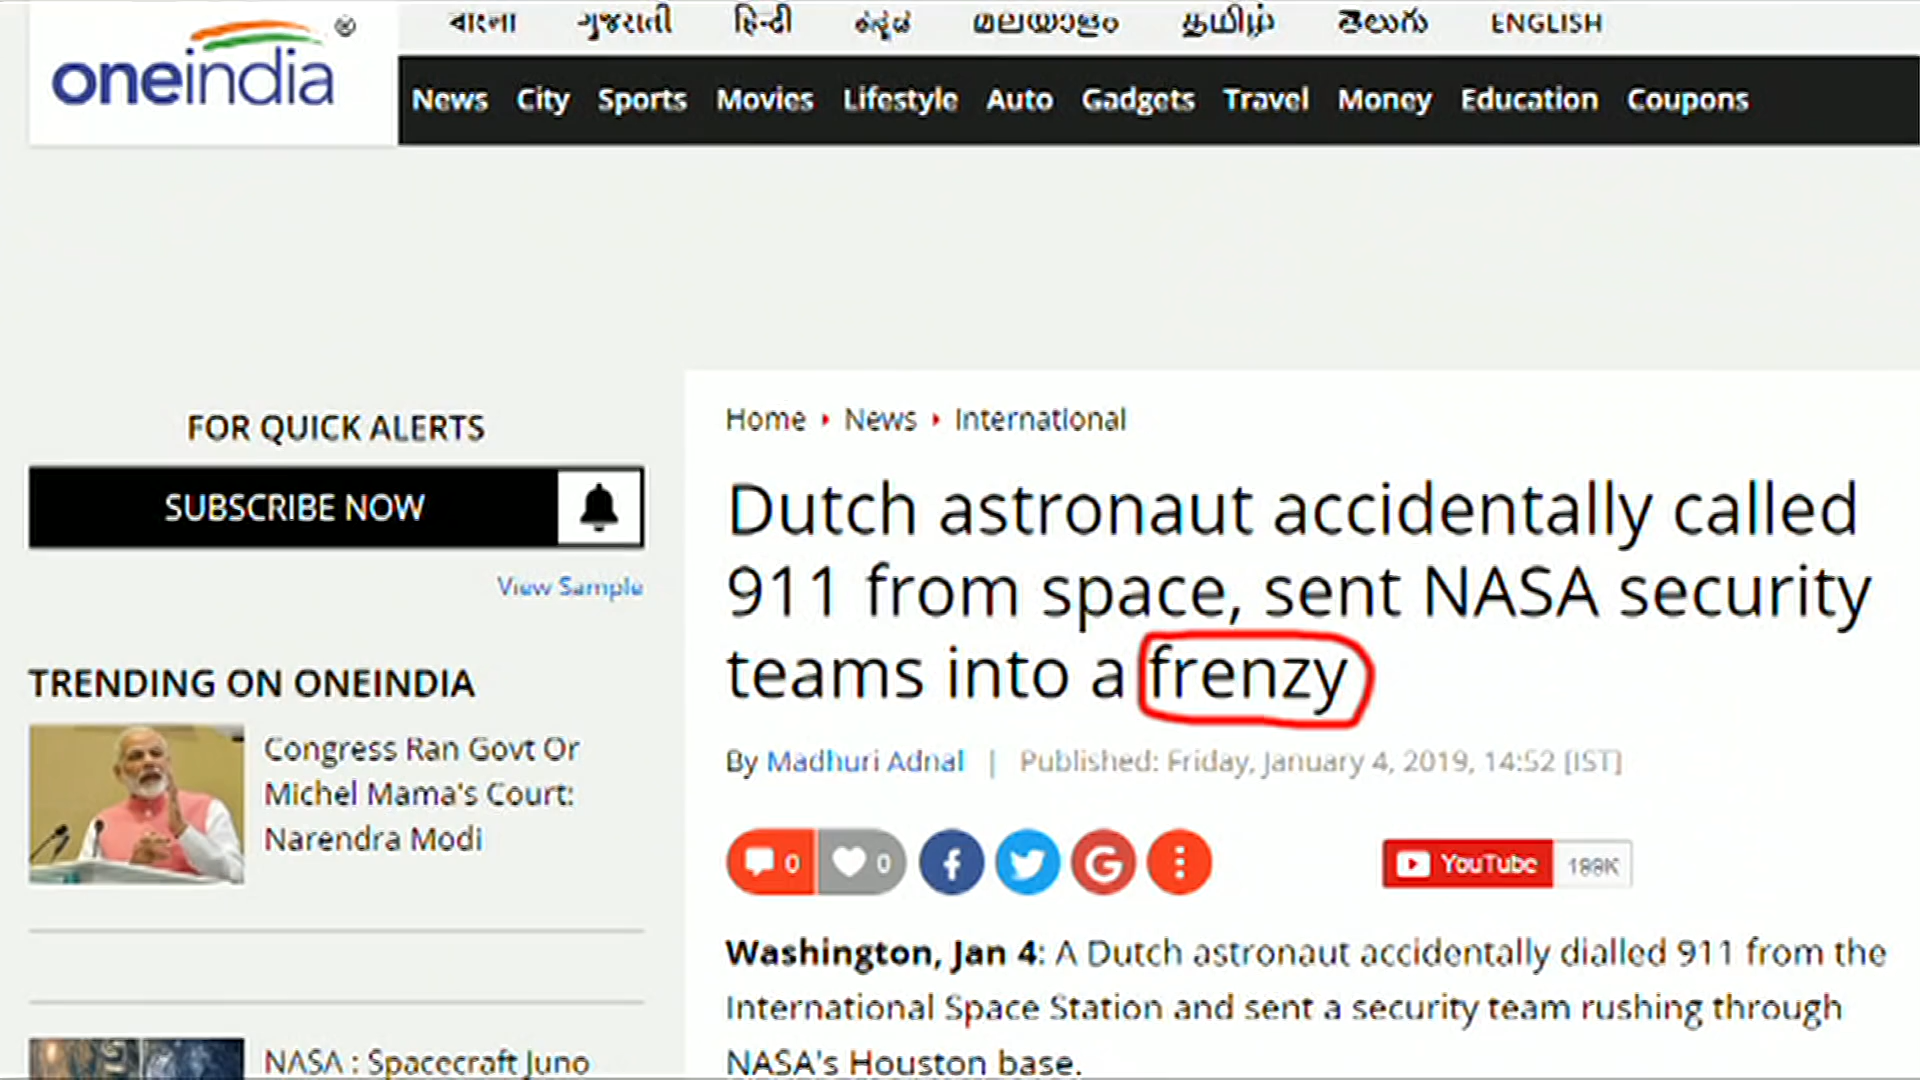 oneindia ®
বাংলা ગુજરાતી हिन्दी ಕನ್ನಡ മലയാളം தமிழ் తెలుగు ENGLISH
News City Sports Movies Lifestyle Auto Gadgets Travel Money Education Coupons
FOR QUICK ALERTS
SUBSCRIBE NOW
View Sample
TRENDING ON ONEINDIA
Congress Ran Govt Or
Michel Mama's Court:
Narendra Modi
NASA : Spacecraft Juno
Home News International
Dutch astronaut accidentally called
911 from space, sent NASA security
teams into a frenzy
By Madhuri Adnal | Published: Friday, January 4, 2019, 14:52 [IST]
0 0 YouTube
Washington, Jan 4: A Dutch astronaut accidentally dialled 911 from the
International Space Station and sent a security team rushing through
NASA's Houston base.